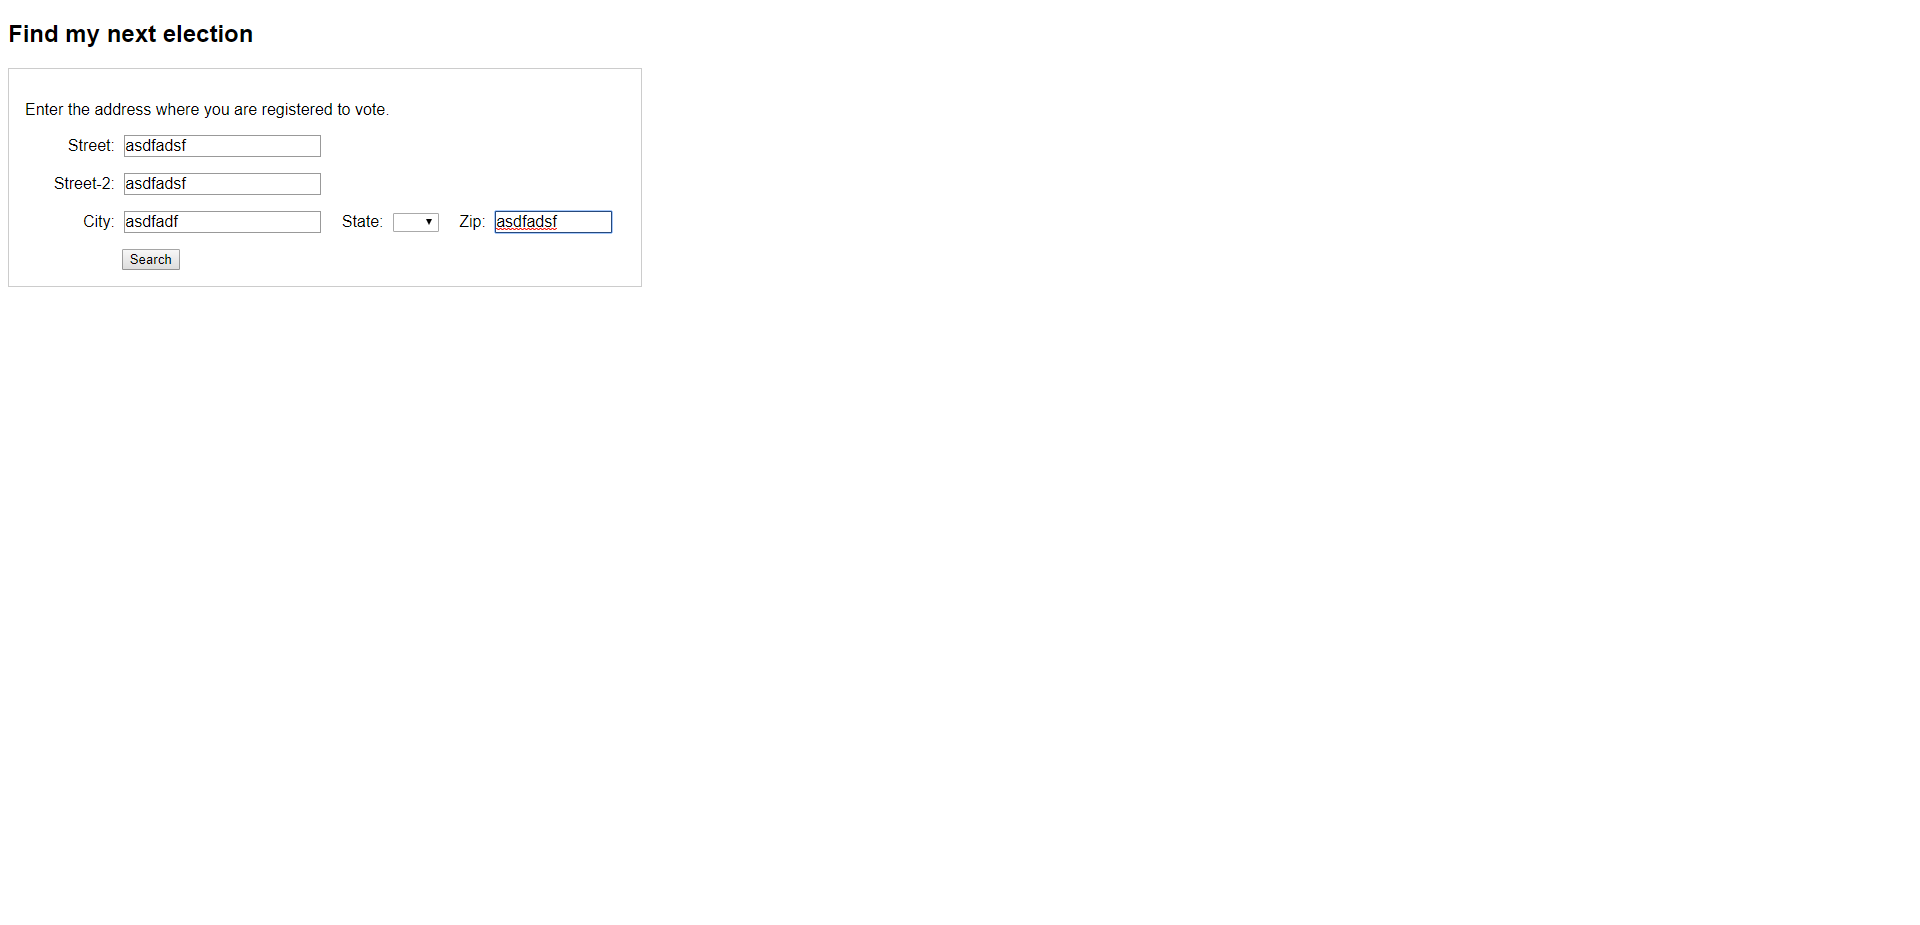 Find my next election
Enter the address where you are registered to vote.
Street: asdfadsf
Street-2: asdfadsf
City: asdfadf State: Zip: asdfadsf
Search